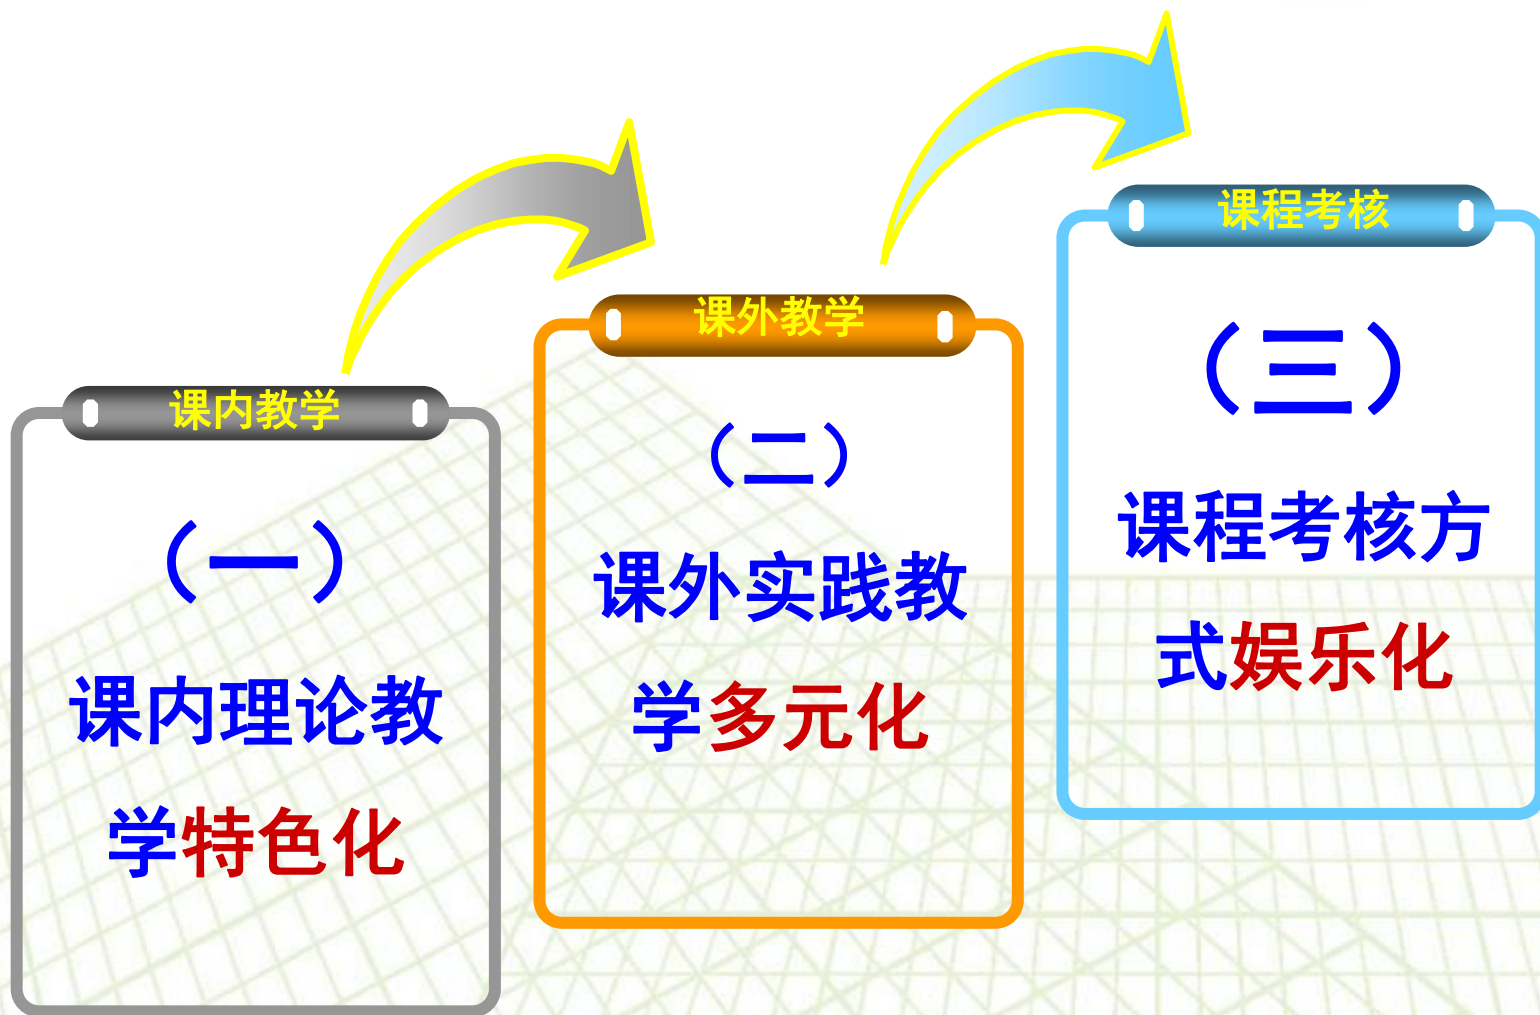 课内教学
（一）
课内理论教
学特色化
课外教学
（二）
课外实践教
学多元化
课程考核
（三）
课程考核方
式娱乐化